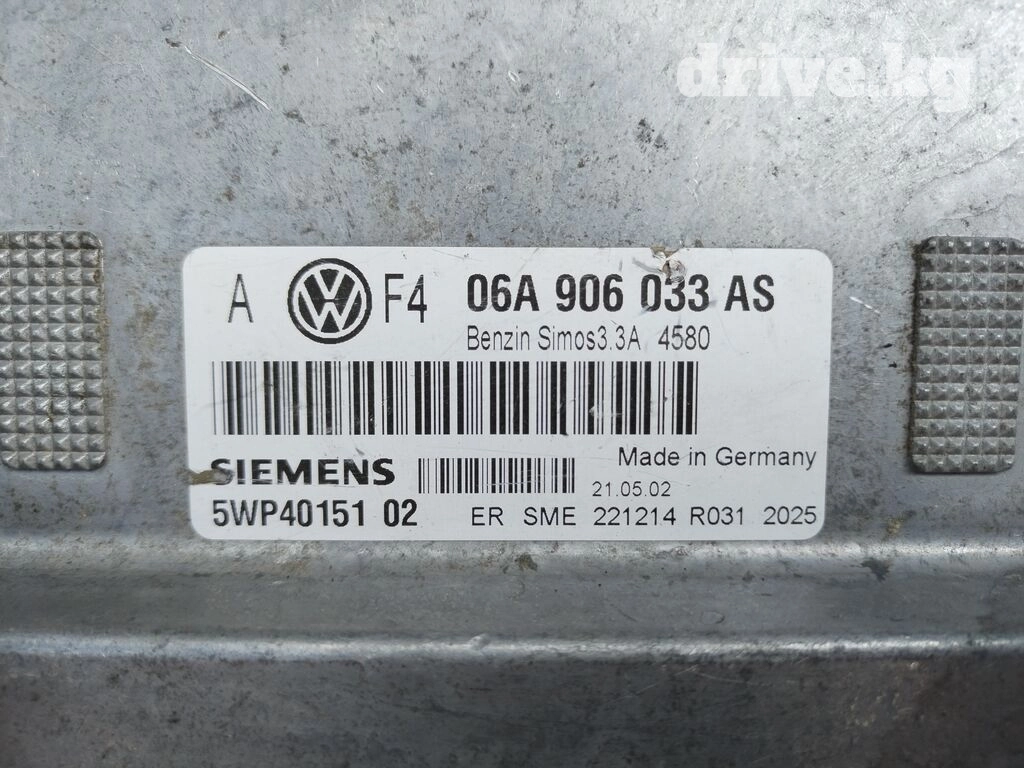 drive.kg
A VW F4 06A 906 033 AS
Benzin Simos3.3A 4580
SIEMENS Made in Germany
21.05.02
5WP40151 02 ER SME 221214 R031 2025